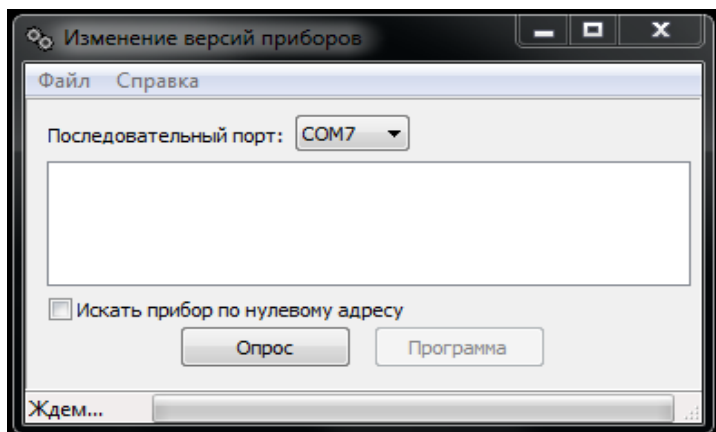 Изменение версий приборов
Файл Справка
Последовательный порт: COM7
Искать прибор по нулевому адресу
Опрос Программа
Ждем...